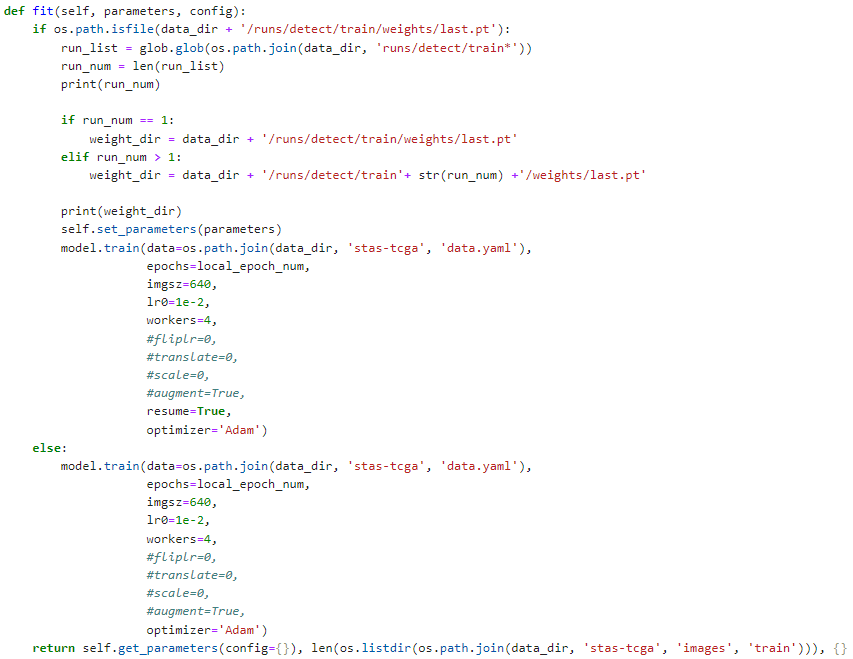 def fit(self, parameters, config):
    if os.path.isfile(data_dir + '/runs/detect/train/weights/last.pt'):
        run_list = glob.glob(os.path.join(data_dir, 'runs/detect/train*'))
        run_num = len(run_list)
        print(run_num)

        if run_num == 1:
            weight_dir = data_dir + '/runs/detect/train/weights/last.pt'
        elif run_num > 1:
            weight_dir = data_dir + '/runs/detect/train'+ str(run_num) +'/weights/last.pt'

        print(weight_dir)
        self.set_parameters(parameters)
        model.train(data=os.path.join(data_dir, 'stas-tcga', 'data.yaml'),
                    epochs=local_epoch_num,
                    imgsz=640,
                    lr0=1e-2,
                    workers=4,
                    #fliplr=0,
                    #translate=0,
                    #scale=0,
                    #augment=True,
                    resume=True,
                    optimizer='Adam')
    else:
        model.train(data=os.path.join(data_dir, 'stas-tcga', 'data.yaml'),
                    epochs=local_epoch_num,
                    imgsz=640,
                    lr0=1e-2,
                    workers=4,
                    #fliplr=0,
                    #translate=0,
                    #scale=0,
                    #augment=True,
                    optimizer='Adam')
    return self.get_parameters(config={}), len(os.listdir(os.path.join(data_dir, 'stas-tcga', 'images', 'train'))), {}